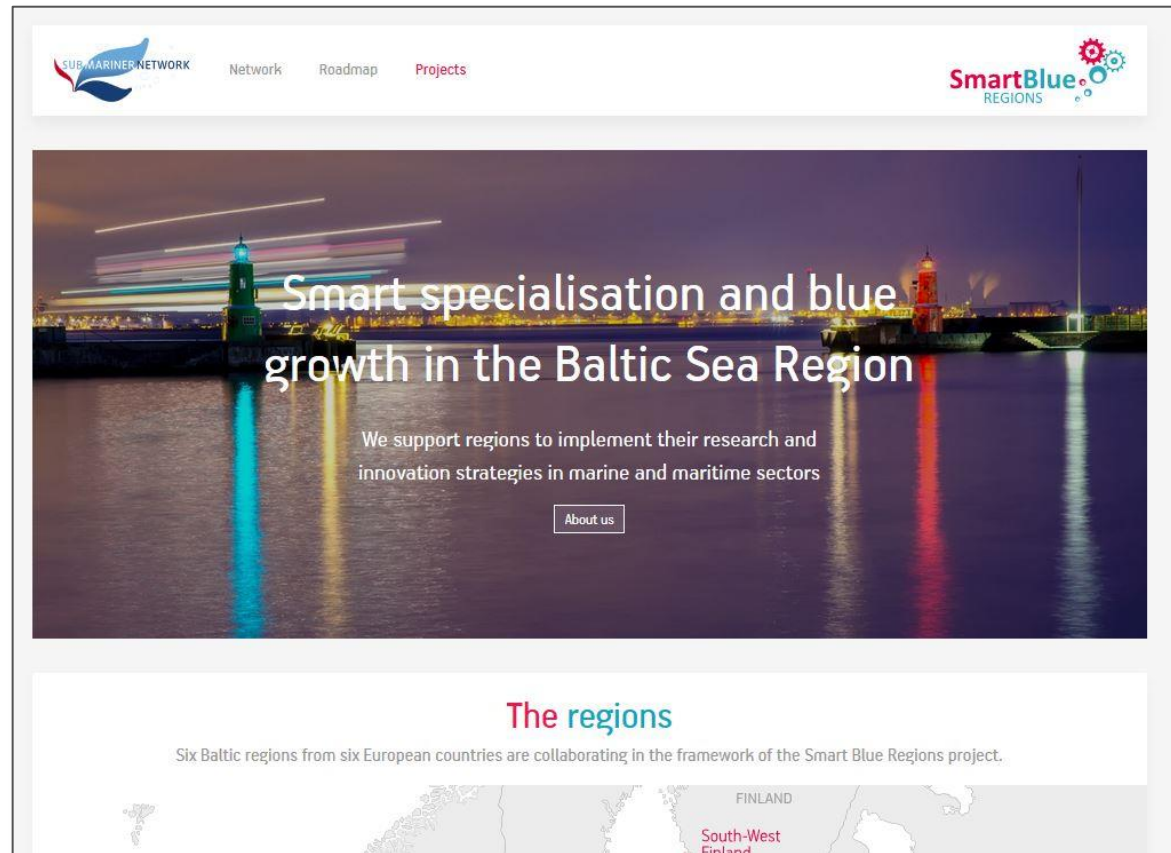 SUBMARINER NETWORK
Network
Roadmap
Projects
SmartBlue
REGIONS
Smart specialisation and blue
growth in the Baltic Sea Region
We support regions to implement their research and
innovation strategies in marine and maritime sectors
About us
The regions
Six Baltic regions from six European countries are collaborating in the framework of the Smart Blue Regions project.
FINLAND
South-West
Finland